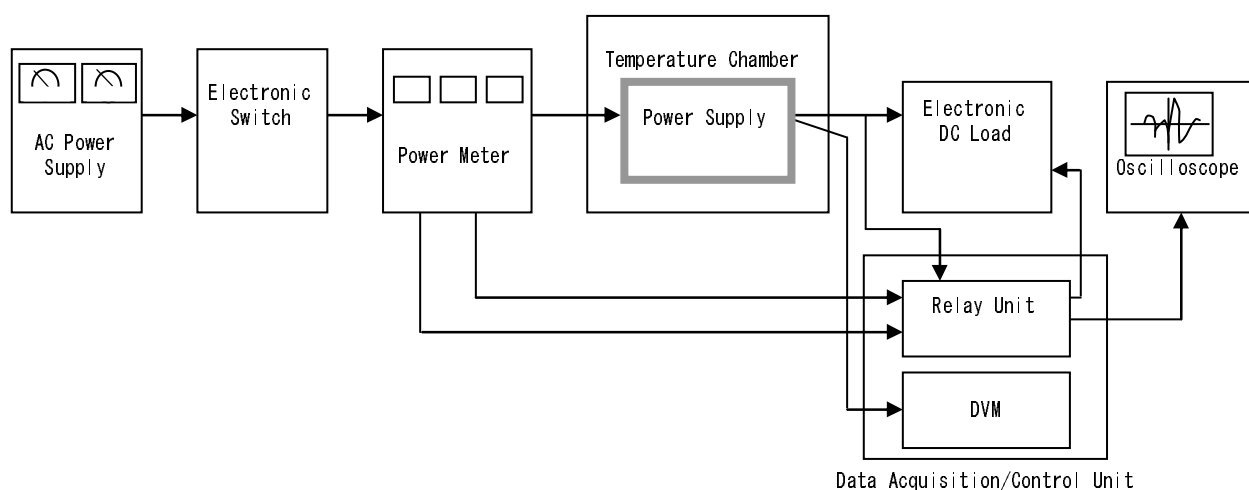 AC Power
Supply
Electronic
Switch
Power Meter
Temperature Chamber
Power Supply
Electronic
DC Load
Oscilloscope
Relay Unit
DVM
Data Acquisition/Control Unit